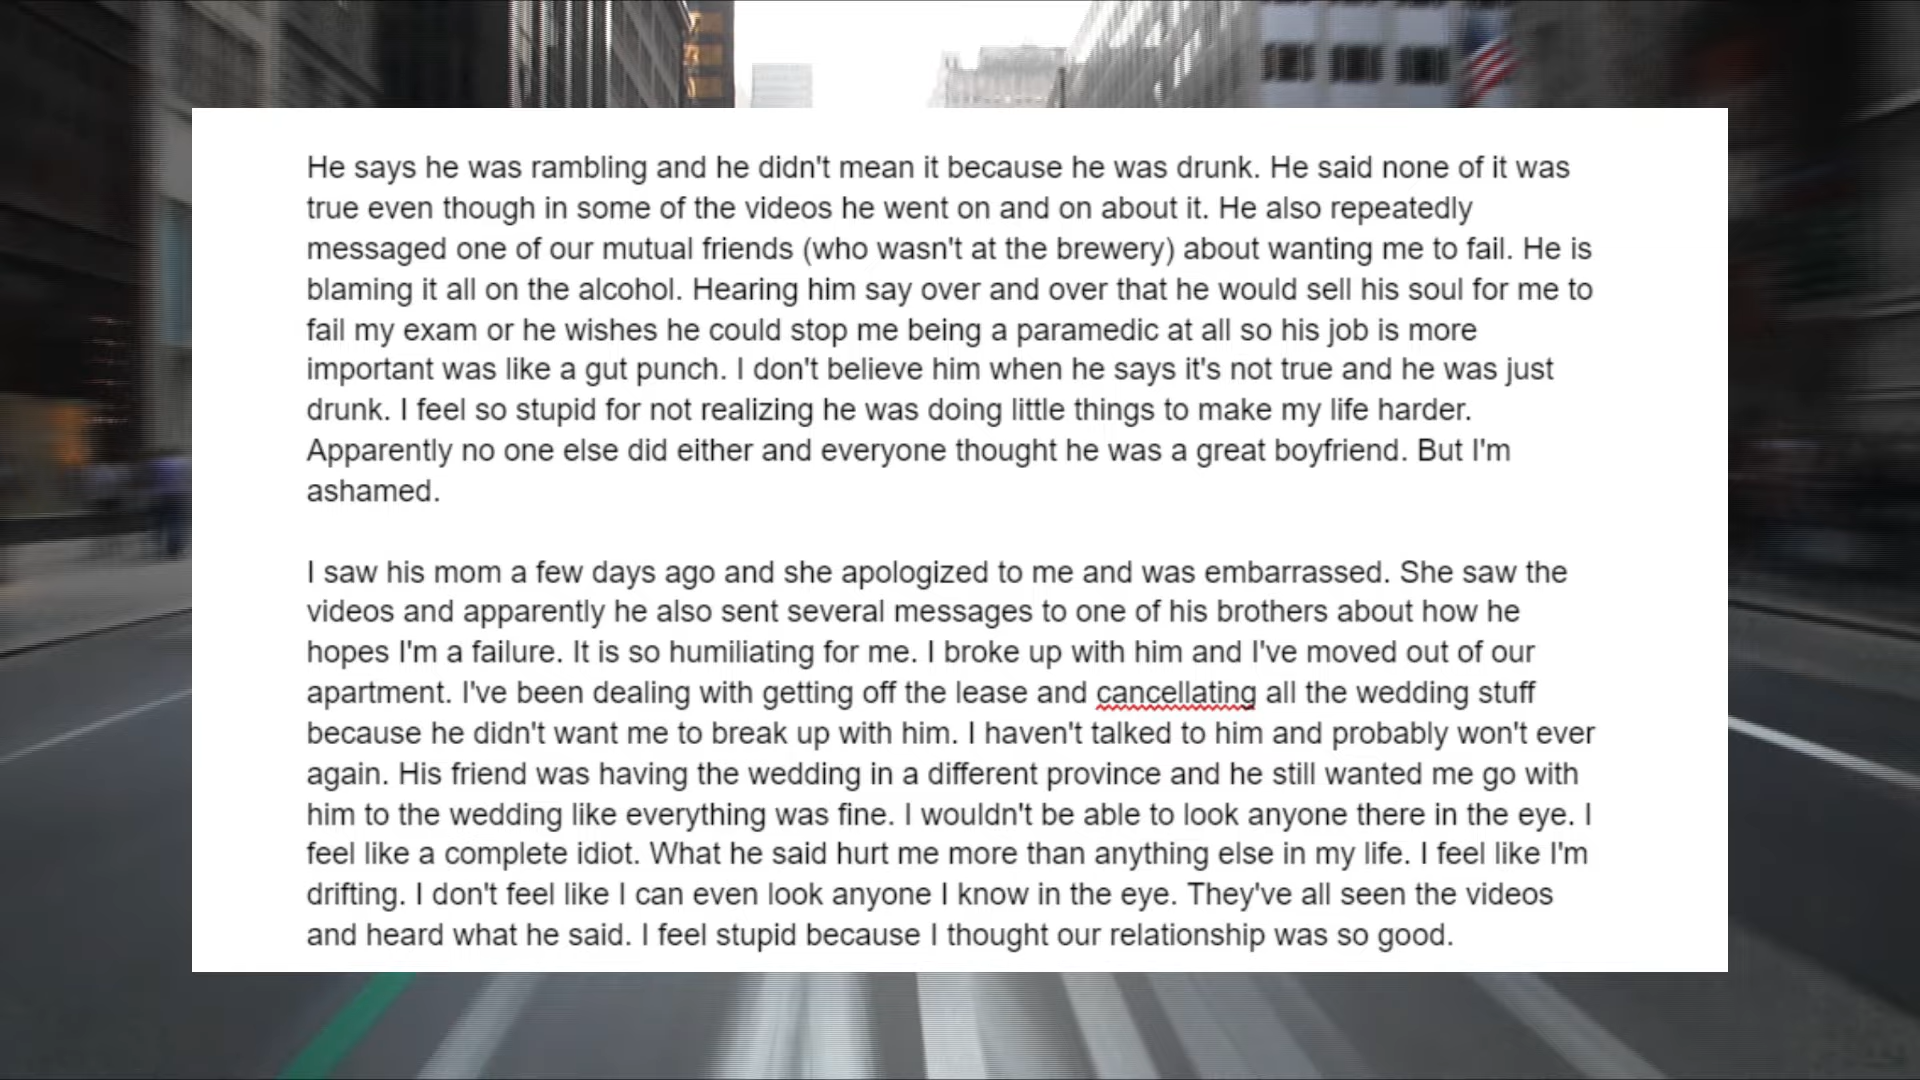 He says he was rambling and he didn't mean it because he was drunk. He said none of it was
true even though in some of the videos he went on and on about it. He also repeatedly
messaged one of our mutual friends (who wasn't at the brewery) about wanting me to fail. He is
blaming it all on the alcohol. Hearing him say over and over that he would sell his soul for me to
fail my exam or he wishes he could stop me being a paramedic at all so his job is more
important was like a gut punch. I don't believe him when he says it's not true and he was just
drunk. I feel so stupid for not realizing he was doing little things to make my life harder.
Apparently no one else did either and everyone thought he was a great boyfriend. But I'm
ashamed.
I saw his mom a few days ago and she apologized to me and was embarrassed. She saw the
videos and apparently he also sent several messages to one of his brothers about how he
hopes I'm a failure. It is so humiliating for me. I broke up with him and I've moved out of our
apartment. I've been dealing with getting off the lease and cancellating all the wedding stuff
because he didn't want me to break up with him. I haven't talked to him and probably won't ever
again. His friend was having the wedding in a different province and he still wanted me go with
him to the wedding like everything was fine. I wouldn't be able to look anyone there in the eye. I
feel like a complete idiot. What he said hurt me more than anything else in my life. I feel like I'm
drifting. I don't feel like I can even look anyone I know in the eye. They've all seen the videos
and heard what he said. I feel stupid because I thought our relationship was so good.